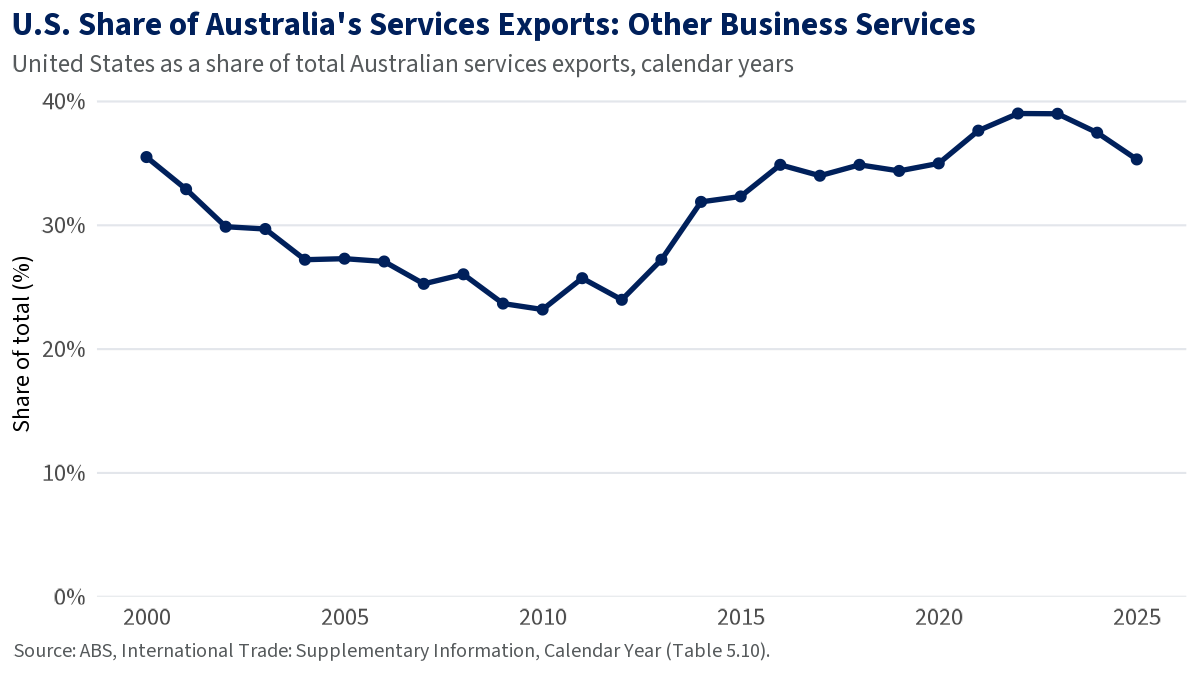 U.S. Share of Australia's Services Exports: Other Business Services
United States as a share of total Australian services exports, calendar years
Share of total (%)
40%
30%
20%
10%
0%
2000 2005 2010 2015 2020 2025
Source: ABS, International Trade: Supplementary Information, Calendar Year (Table 5.10).